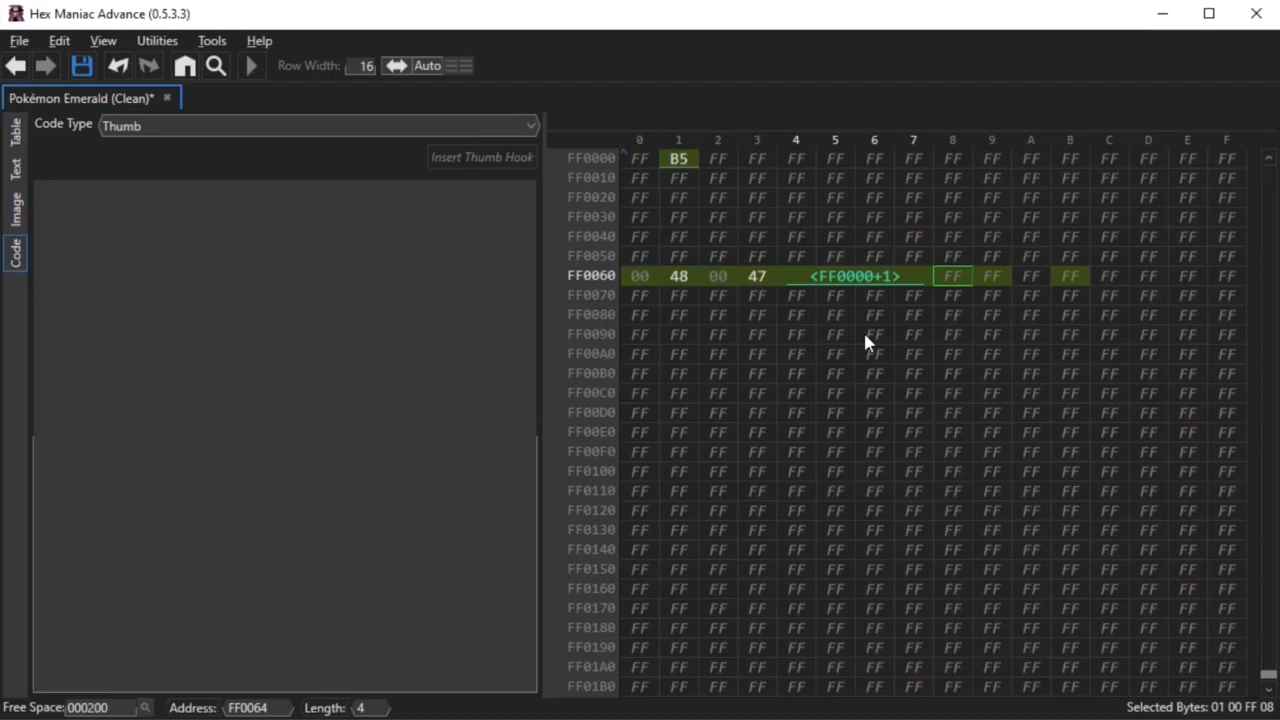 Hex Maniac Advance (0.5.3.3)
File Edit View Utilities Tools Help
Row Width: 16 Auto
Pokémon Emerald (Clean)*
Table
Text
Image
Code
Code Type Thumb
Insert Thumb Hook
0 1 2 3 4 5 6 7 8 9 A B C D E F
FF0000 FF B5 FF FF FF FF FF FF FF FF FF FF FF FF FF FF
FF0010 FF FF FF FF FF FF FF FF FF FF FF FF FF FF FF FF
FF0020 FF FF FF FF FF FF FF FF FF FF FF FF FF FF FF FF
FF0030 FF FF FF FF FF FF FF FF FF FF FF FF FF FF FF FF
FF0040 FF FF FF FF FF FF FF FF FF FF FF FF FF FF FF FF
FF0050 FF FF FF FF FF FF FF FF FF FF FF FF FF FF FF FF
FF0060 00 48 00 47 <FF0000+1> FF FF FF FF FF FF FF FF
FF0070 FF FF FF FF FF FF FF FF FF FF FF FF FF FF FF FF
FF0080 FF FF FF FF FF FF FF FF FF FF FF FF FF FF FF FF
FF0090 FF FF FF FF FF FF FF FF FF FF FF FF FF FF FF FF
FF00A0 FF FF FF FF FF FF FF FF FF FF FF FF FF FF FF FF
FF00B0 FF FF FF FF FF FF FF FF FF FF FF FF FF FF FF FF
FF00C0 FF FF FF FF FF FF FF FF FF FF FF FF FF FF FF FF
FF00D0 FF FF FF FF FF FF FF FF FF FF FF FF FF FF FF FF
FF00E0 FF FF FF FF FF FF FF FF FF FF FF FF FF FF FF FF
FF00F0 FF FF FF FF FF FF FF FF FF FF FF FF FF FF FF FF
FF0100 FF FF FF FF FF FF FF FF FF FF FF FF FF FF FF FF
FF0110 FF FF FF FF FF FF FF FF FF FF FF FF FF FF FF FF
FF0120 FF FF FF FF FF FF FF FF FF FF FF FF FF FF FF FF
FF0130 FF FF FF FF FF FF FF FF FF FF FF FF FF FF FF FF
FF0140 FF FF FF FF FF FF FF FF FF FF FF FF FF FF FF FF
FF0150 FF FF FF FF FF FF FF FF FF FF FF FF FF FF FF FF
FF0160 FF FF FF FF FF FF FF FF FF FF FF FF FF FF FF FF
FF0170 FF FF FF FF FF FF FF FF FF FF FF FF FF FF FF FF
FF0180 FF FF FF FF FF FF FF FF FF FF FF FF FF FF FF FF
FF0190 FF FF FF FF FF FF FF FF FF FF FF FF FF FF FF FF
FF01A0 FF FF FF FF FF FF FF FF FF FF FF FF FF FF FF FF
FF01B0 FF FF FF FF FF FF FF FF FF FF FF FF FF FF FF FF
Free Space: 000200 Address: FF0064 Length: 4 Selected Bytes: 01 00 FF 08